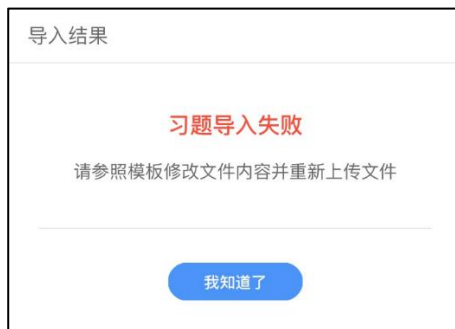 导入结果
习题导入失败
请参照模板修改文件内容并重新上传文件
我知道了